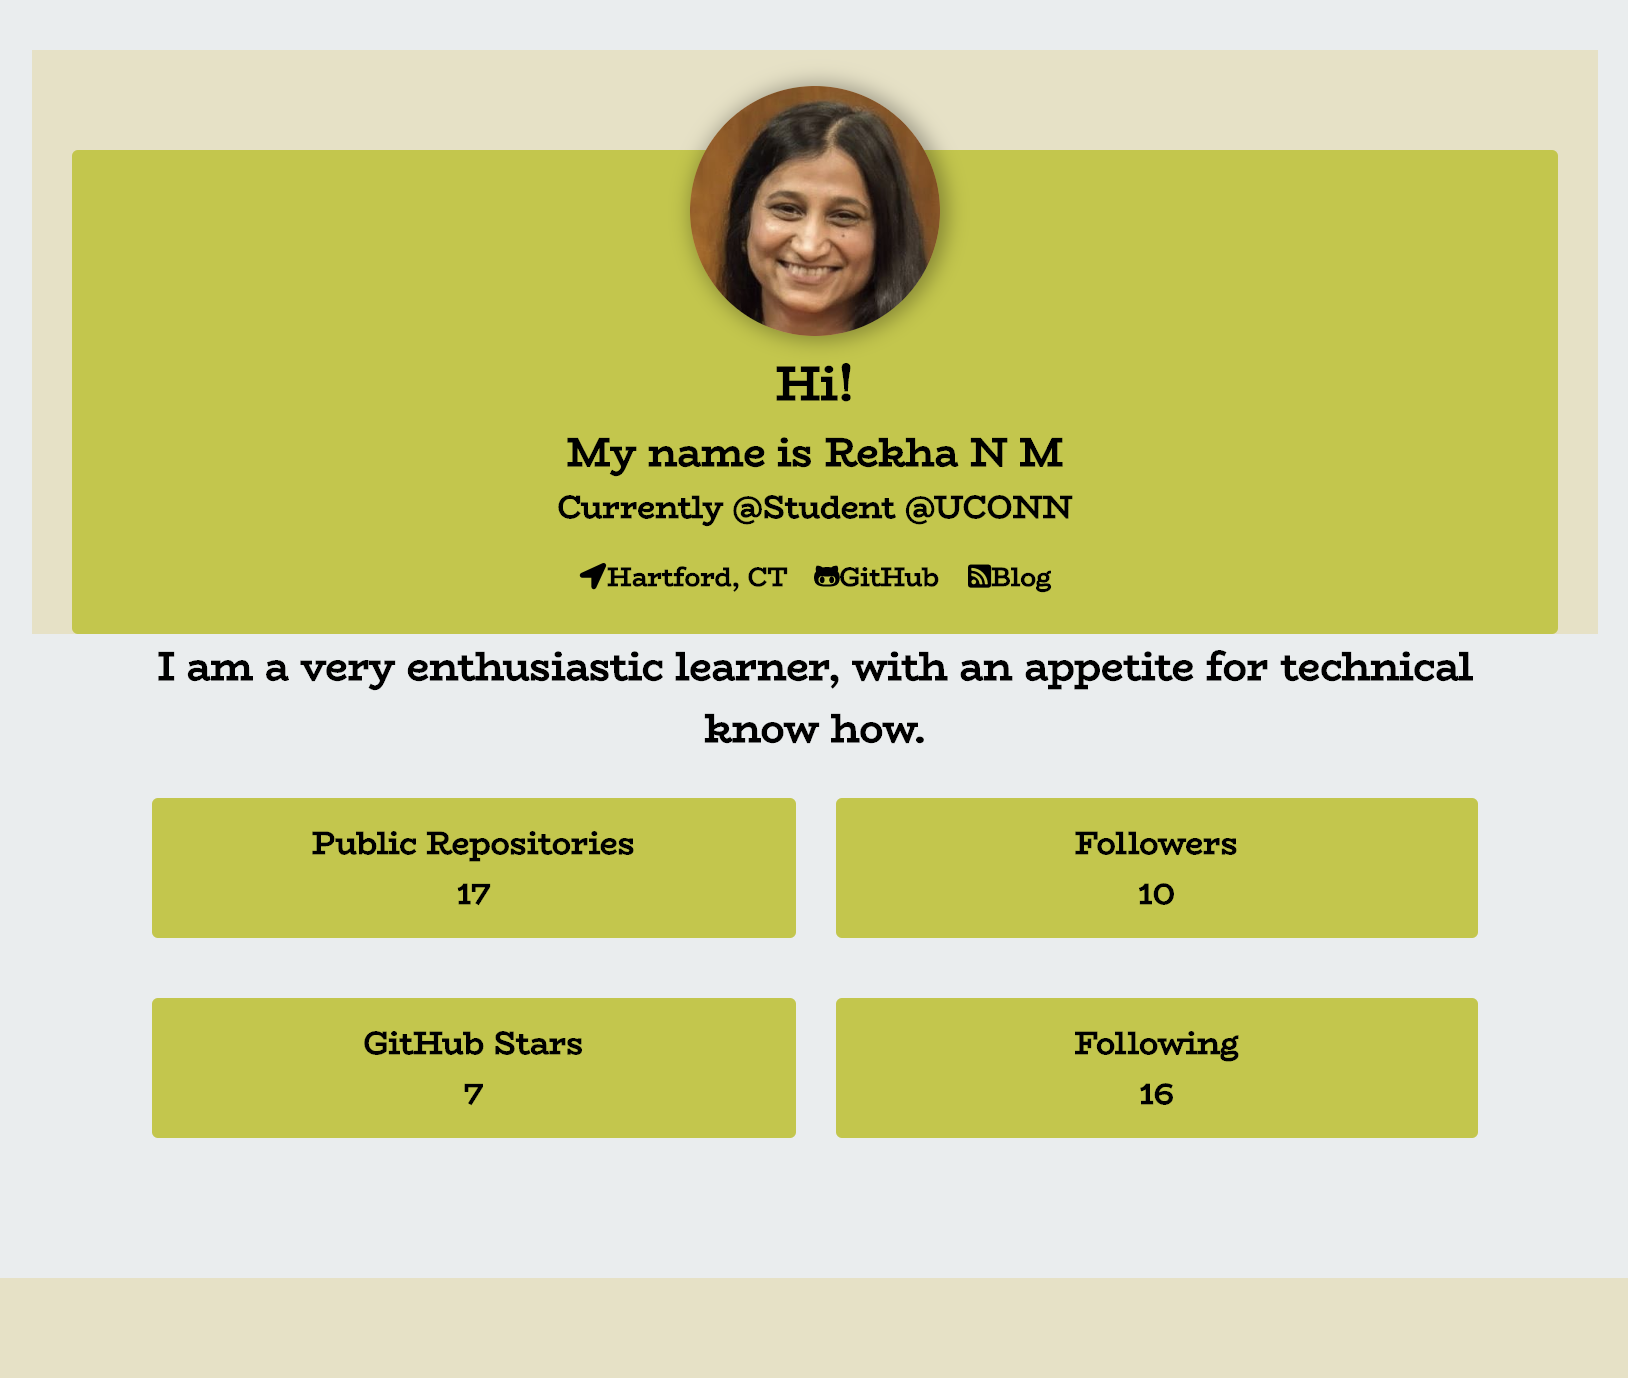 Hi!
My name is Rekha N M
Currently @Student @UCONN
Hartford, CT GitHub Blog
I am a very enthusiastic learner, with an appetite for technical
know how.
Public Repositories
17
Followers
10
GitHub Stars
7
Following
16